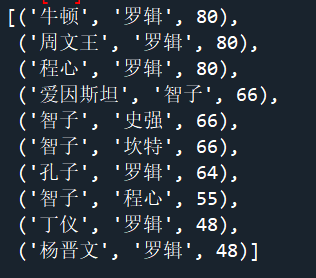 [('牛顿', '罗辑', 80),
('周文王', '罗辑', 80),
('程心', '罗辑', 80),
('爱因斯坦', '智子', 66),
('智子', '史强', 66),
('智子', '坎特', 66),
('孔子', '罗辑', 64),
('智子', '程心', 55),
('丁仪', '罗辑', 48),
('杨晋文', '罗辑', 48)]